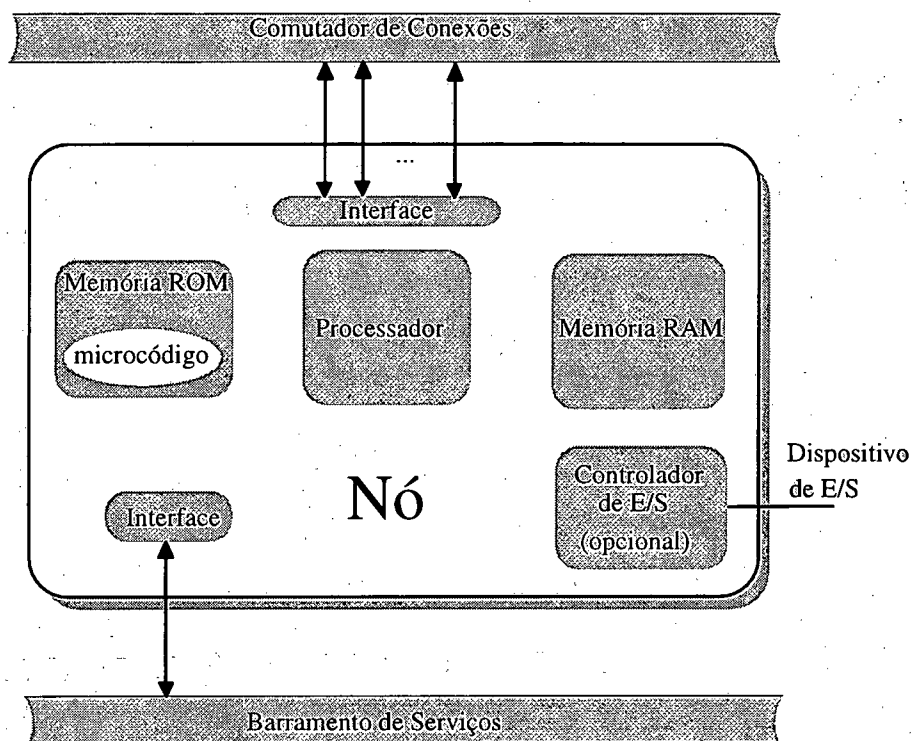 Comutador de Conexões
...
Interface
Memória ROM
microcódigo
Processador
Memória RAM
Nó
Interface
Controlador
de E/S
(opcional)
Dispositivo
de E/S
Barramento de Serviços